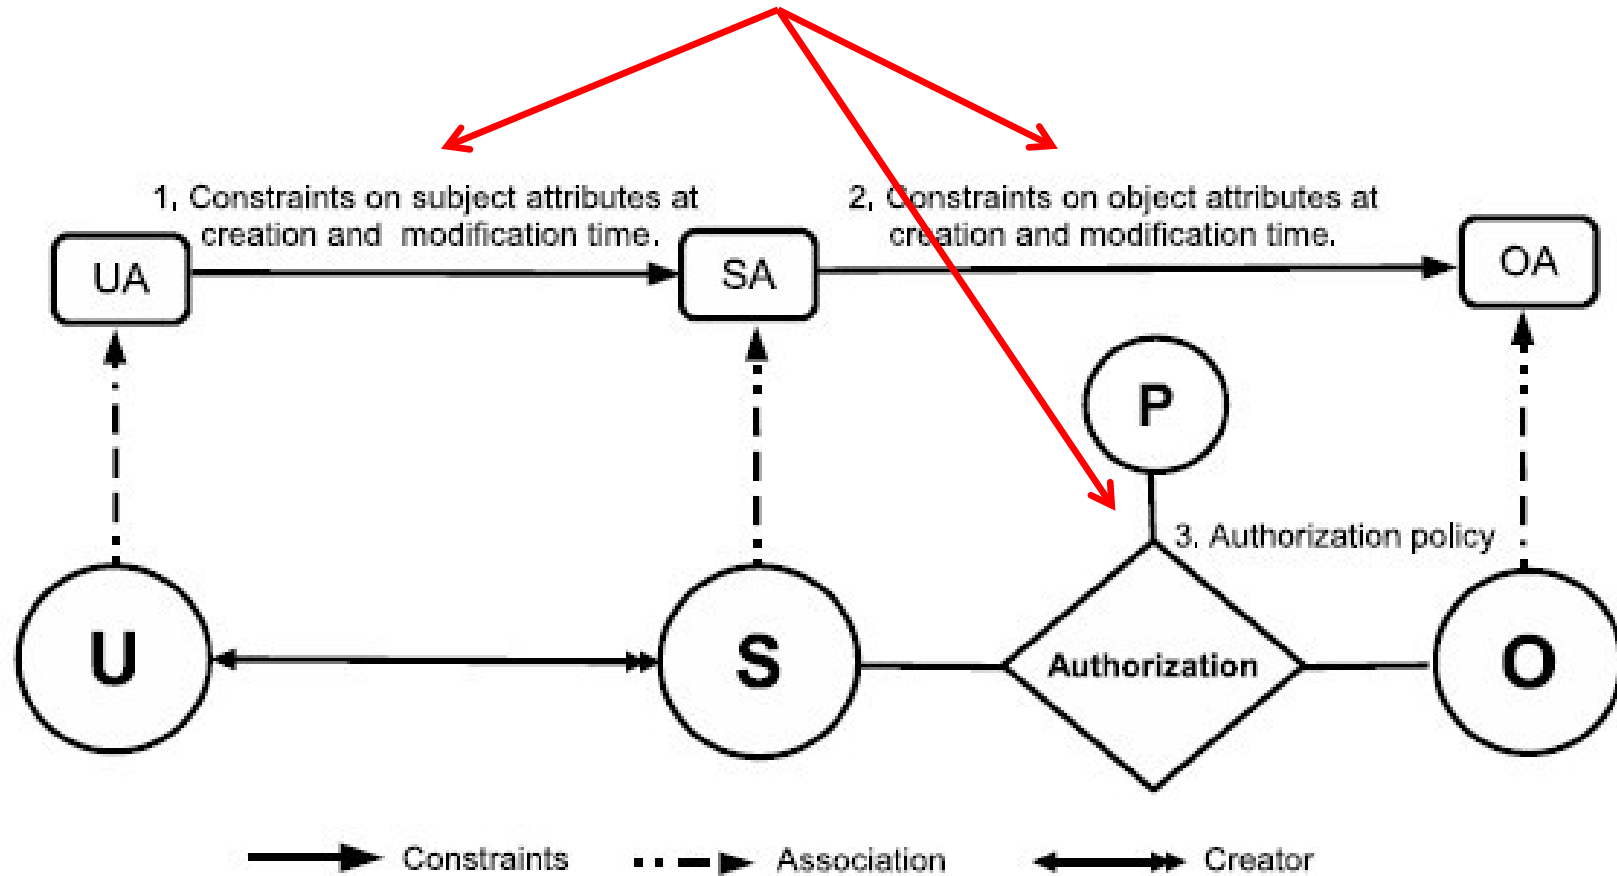 1. Constraints on subject attributes at
creation and modification time.
2. Constraints on object attributes at
creation and modification time.
UA
SA
OA
P
3. Authorization policy
U
S
Authorization
O
Constraints
Association
Creator